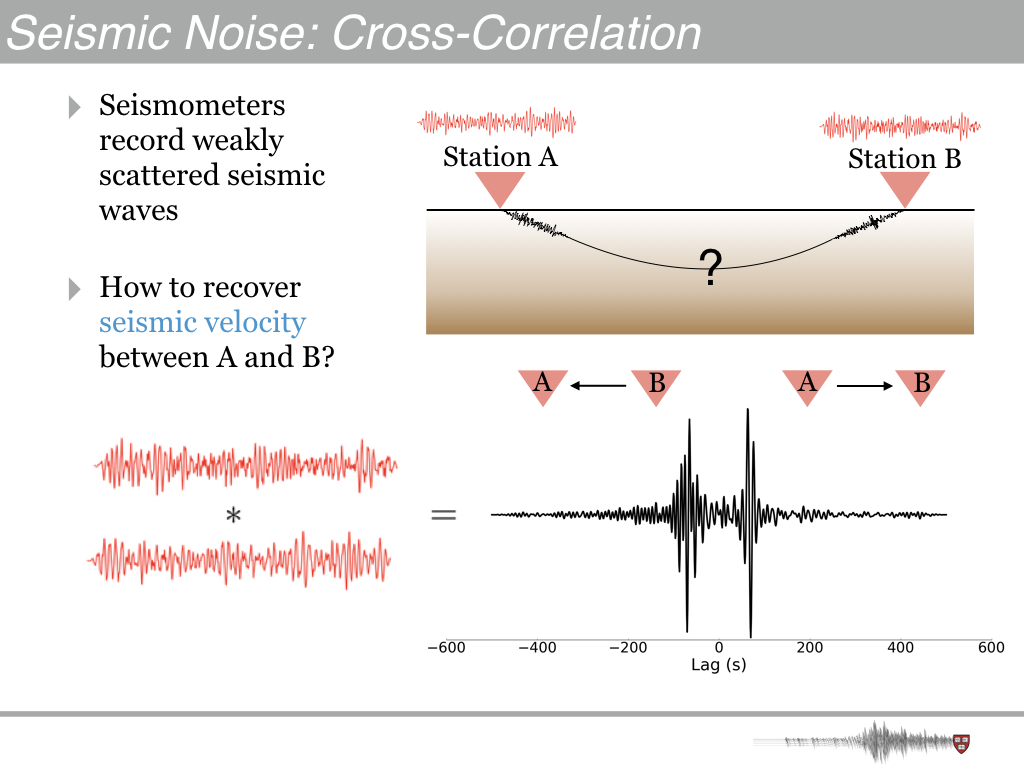 Seismic Noise: Cross-Correlation
Seismometers
record weakly
scattered seismic
waves
How to recover
seismic velocity
between A and B?
Station A
Station B
?
A
B
A
B
*
=
−600
−400
−200
0
200
400
600
Lag (s)